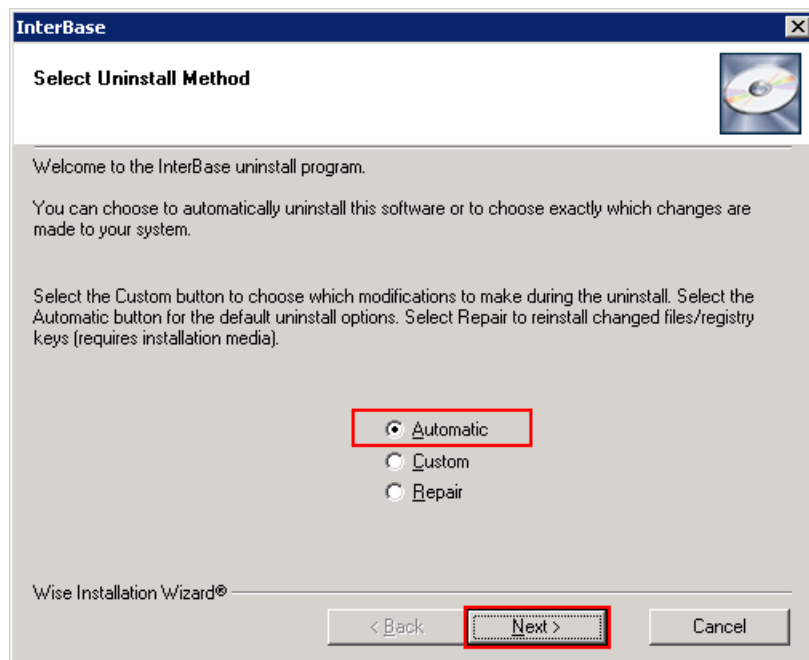 InterBase
Select Uninstall Method
Welcome to the InterBase uninstall program.
You can choose to automatically uninstall this software or to choose exactly which changes are
made to your system.
Select the Custom button to choose which modifications to make during the uninstall. Select the
Automatic button for the default uninstall options. Select Repair to reinstall changed files/registry
keys (requires installation media).
Automatic
Custom
Repair
Wise Installation Wizard®
< Back
Next >
Cancel